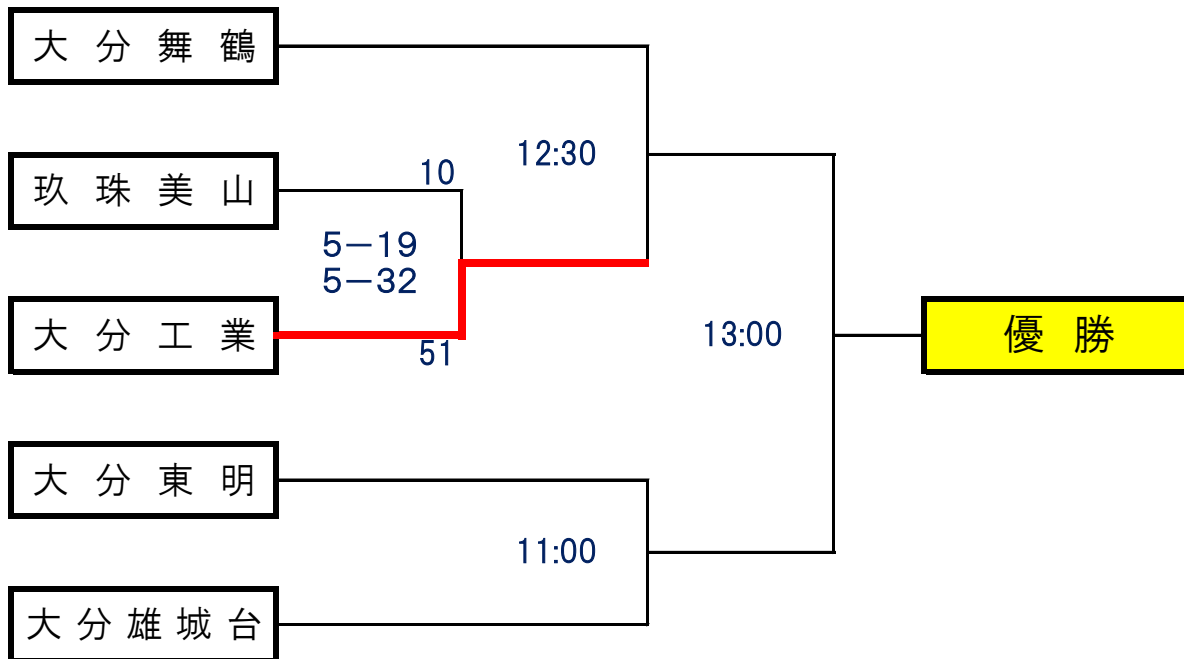 大分舞鶴
12:30
10
玖珠美山
5－19
5－32
大分工業
51
13:00
優勝
大分東明
11:00
大分雄城台